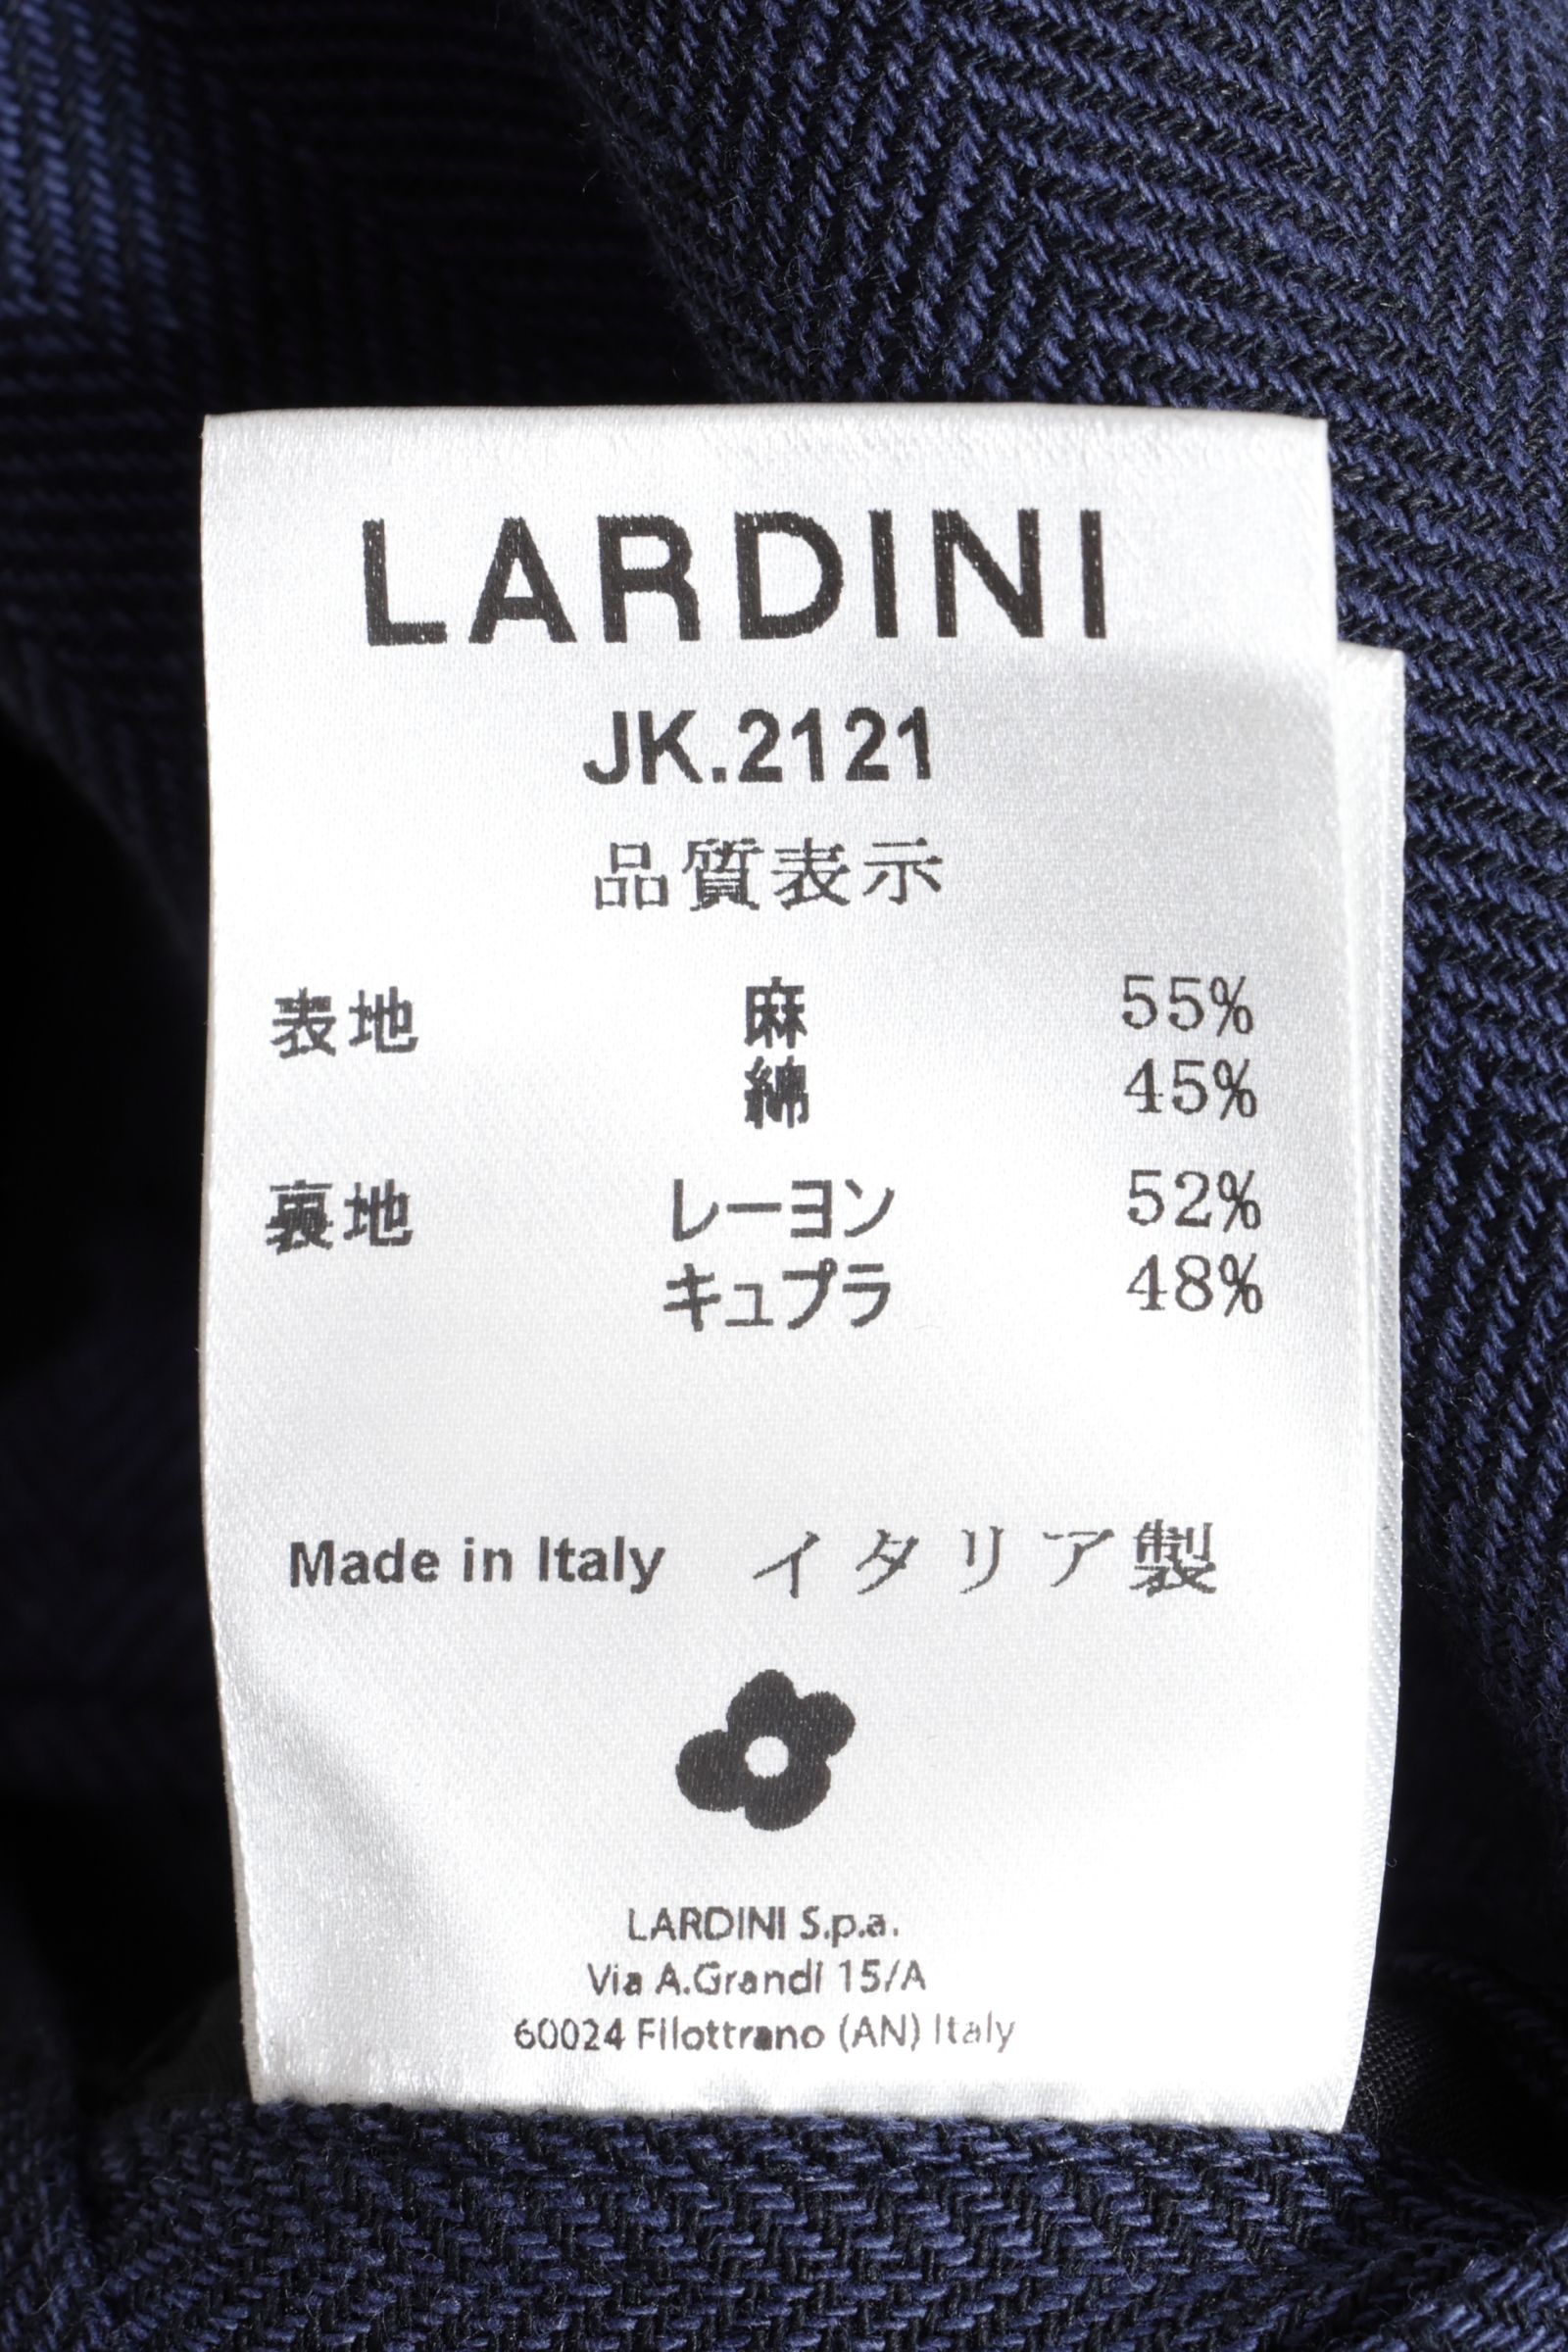 LARDINI
JK.2121
品質表示
表地 麻 55%
綿 45%
裏地 レーヨン 52%
キュプラ 48%
Made in Italy イタリア製
LARDINI S.p.a.
Via A.Grandi 15/A
60024 Filottrano (AN) Italy